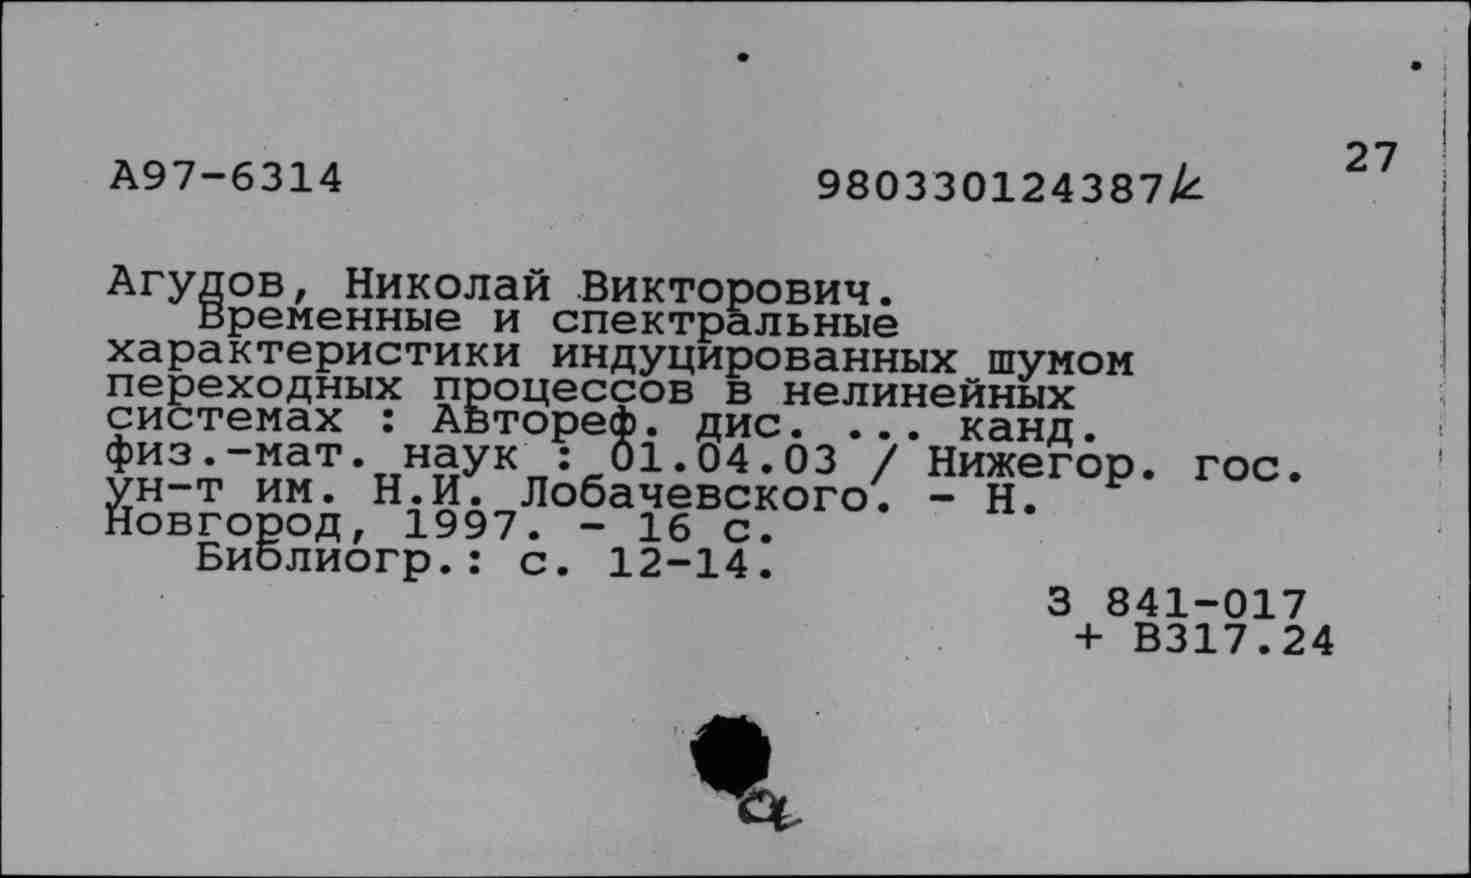 27
А97-6314 980330124387k
Агудов, Николай Викторович.
Временные и спектральные
характеристики индуцированных шумом
переходных процессов в нелинейных
системах : Автореф. дис. ... канд.
физ.-мат. наук : 01.04.03 / Нижегор. гос.
ун-т им. Н.И. Лобачевского. - Н.
Новгород, 1997. - 16 с.
Библиогр.: с. 12-14.
З 841-017
+ В317.24